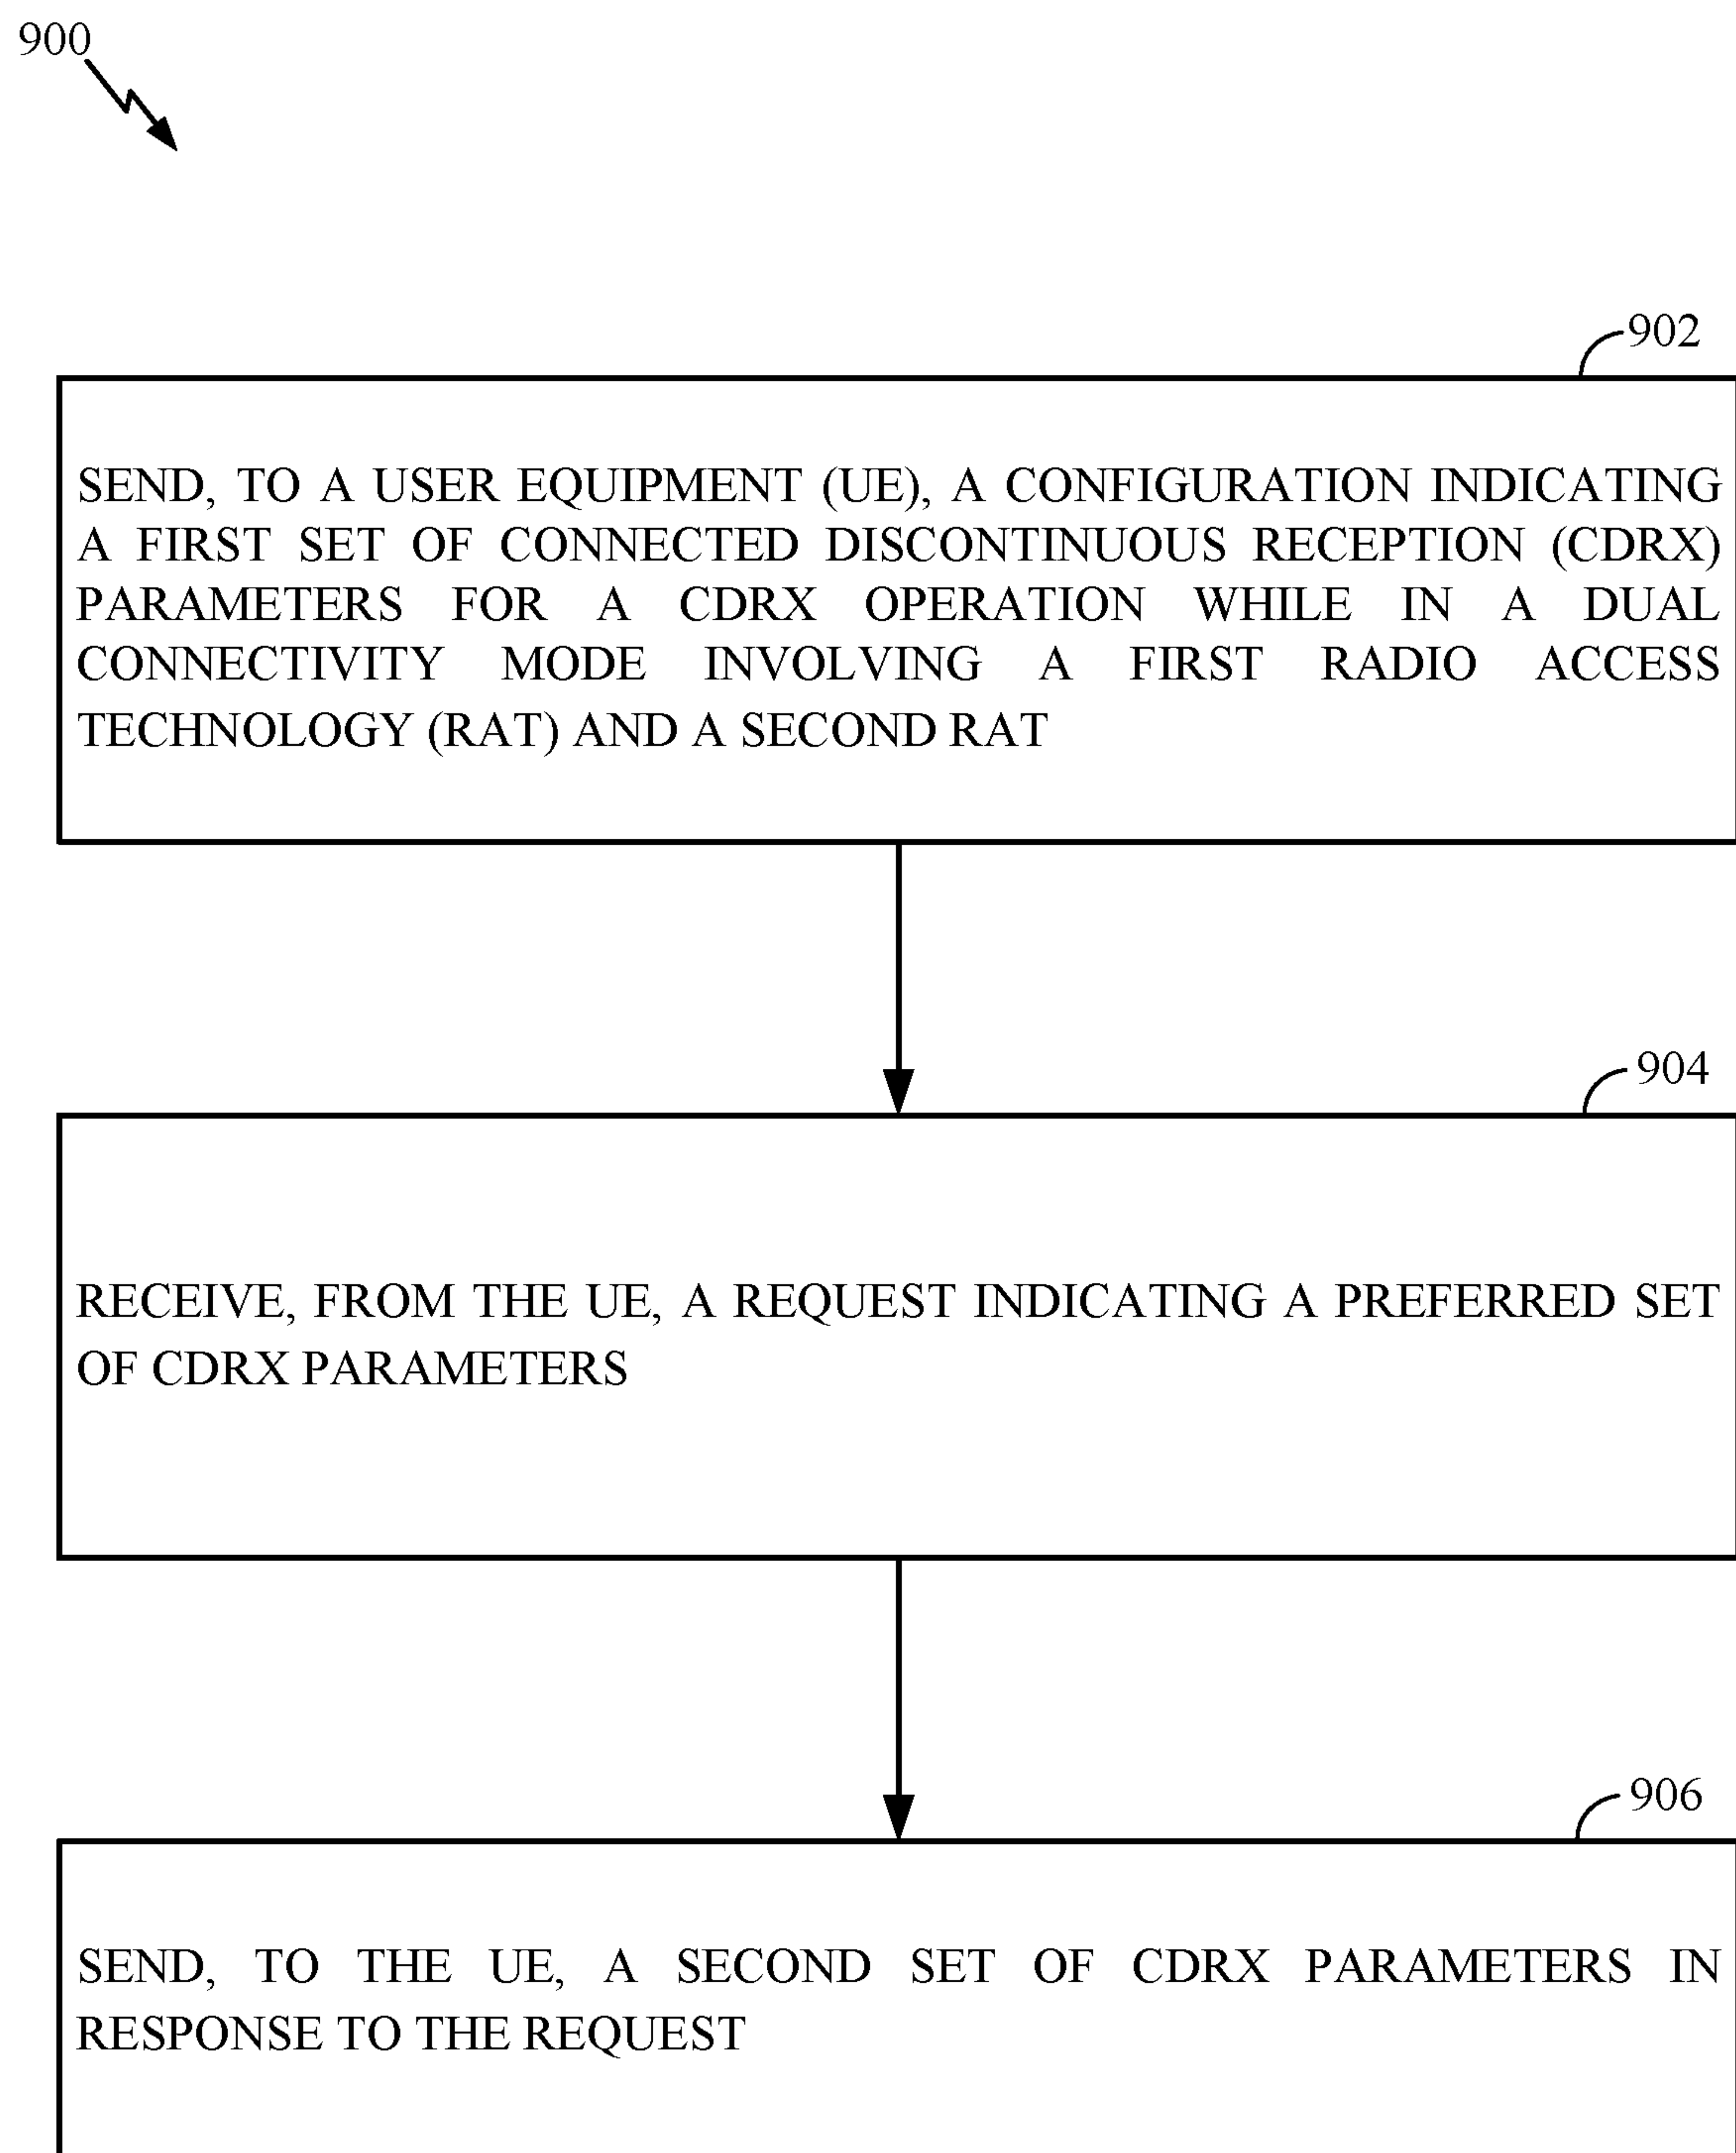 900
902
SEND, TO A USER EQUIPMENT (UE), A CONFIGURATION INDICATING
A FIRST SET OF CONNECTED DISCONTINUOUS RECEPTION (CDRX)
PARAMETERS FOR A CDRX OPERATION WHILE IN A DUAL
CONNECTIVITY MODE INVOLVING A FIRST RADIO ACCESS
TECHNOLOGY (RAT) AND A SECOND RAT
904
RECEIVE, FROM THE UE, A REQUEST INDICATING A PREFERRED SET
OF CDRX PARAMETERS
906
SEND, TO THE UE, A SECOND SET OF CDRX PARAMETERS IN
RESPONSE TO THE REQUEST